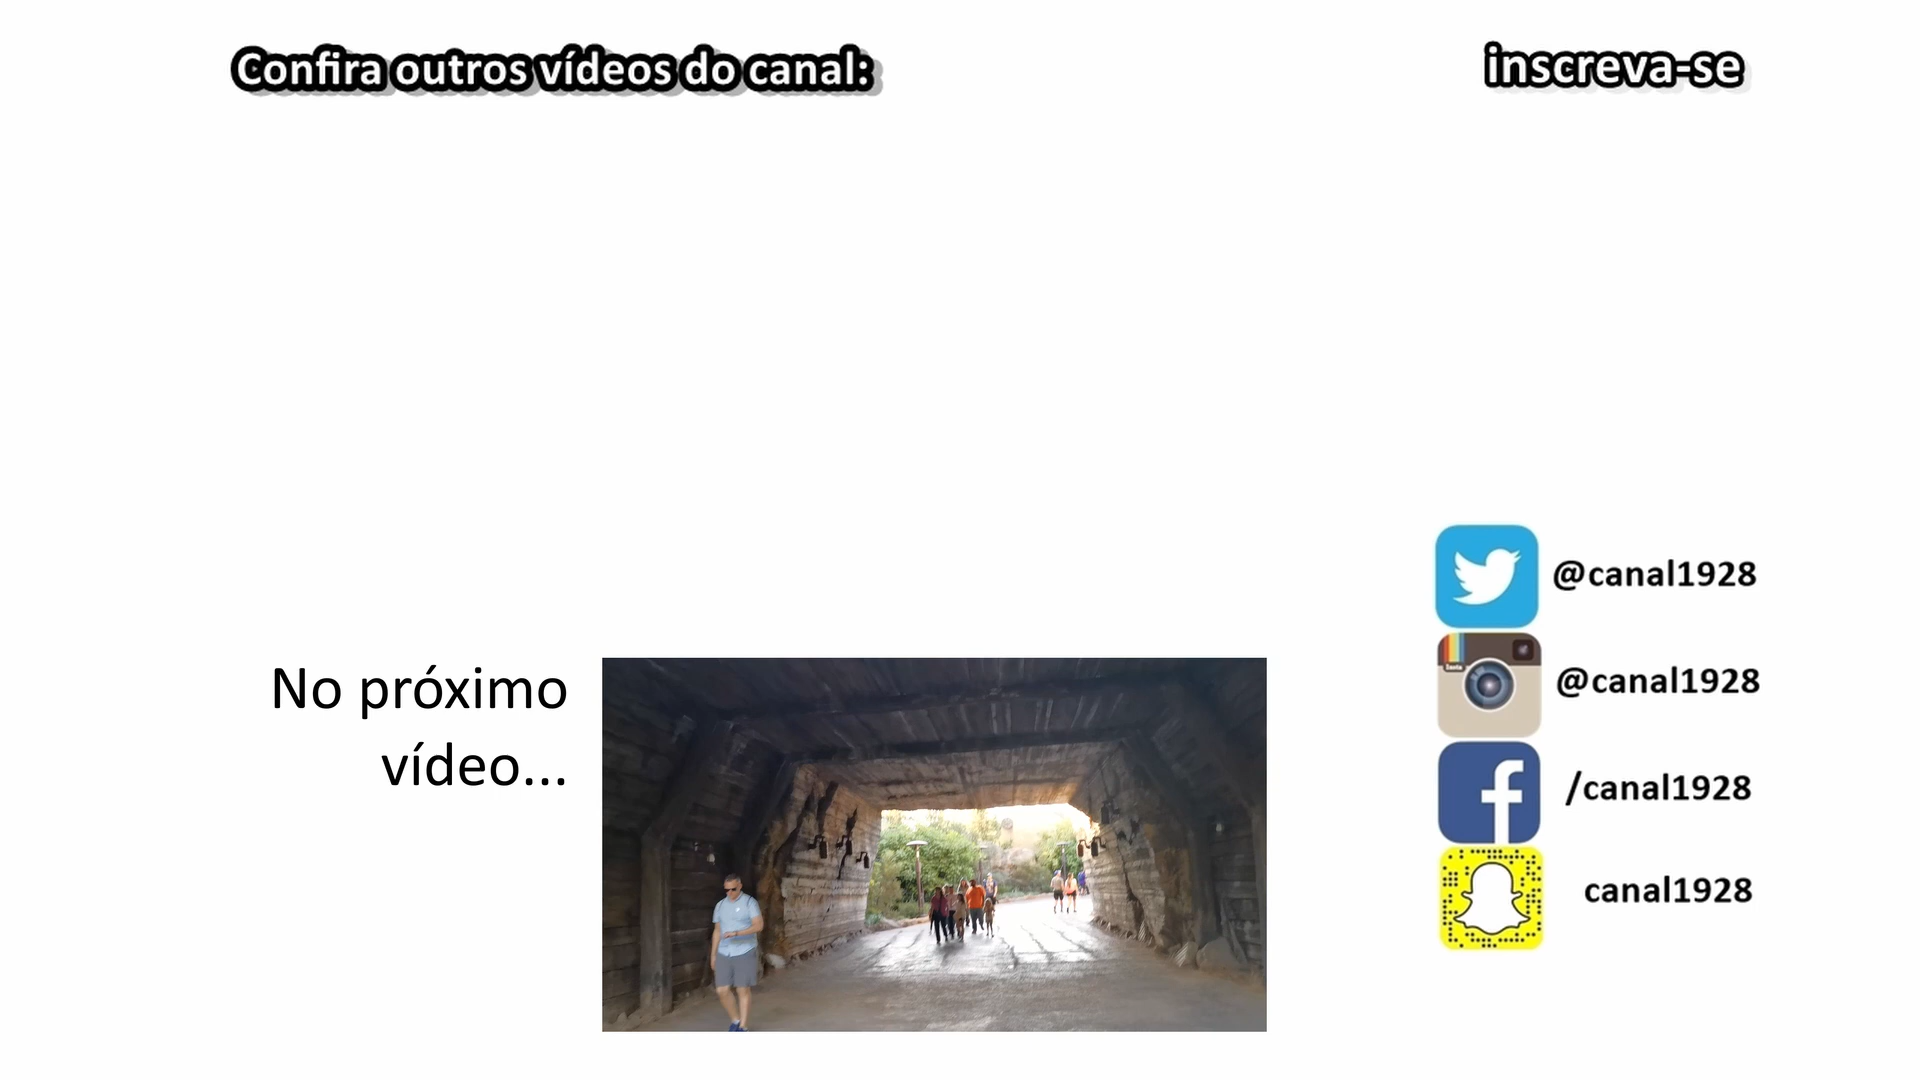 Confira outros vídeos do canal:
inscreva-se
@canal1928
@canal1928
/canal1928
canal1928
No próximo
vídeo...